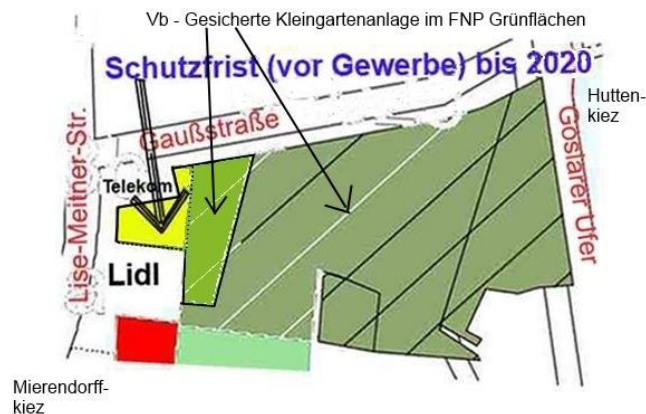 Vb - Gesicherte Kleingartenanlage im FNP Grünflächen
Schutzfrist (vor Gewerbe) bis 2020
Hutten-
kiez
Gaußstraße
Goslarer Ufer
Lise-Meitner-Str.
Telekom
Lidl
Mierendorff-
kiez